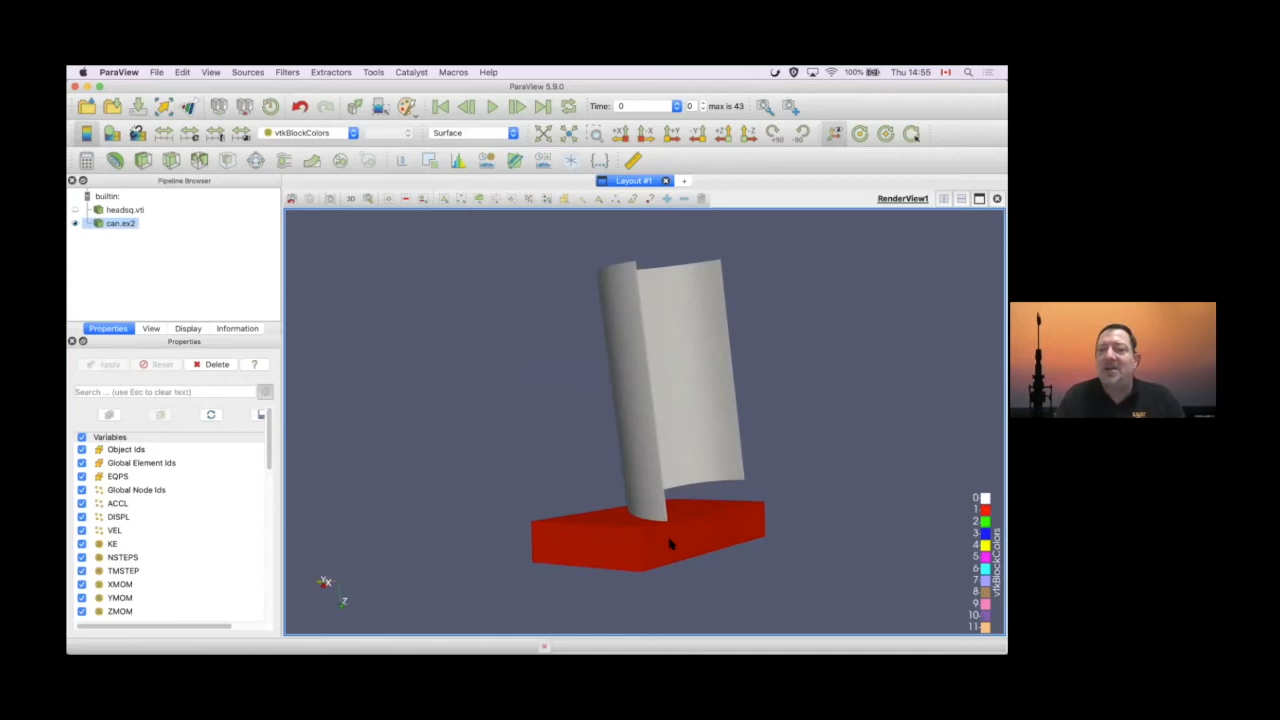 ParaView File Edit View Sources Filters Extractors Tools Catalyst Macros Help 100% Thu 14:55
ParaView 5.9.0
Time: 0 0 max is 43
vtkBlockColors Surface +X -X +Y -Y +Z -Z +90 -90
Pipeline Browser
Layout #1 +
builtin:
headsq.vti
can.ex2
3D
RenderView1
Properties View Display Information
Properties
Apply Reset Delete ?
Search ... (use Esc to clear text)
Variables
Object Ids
Global Element Ids
EQPS
Global Node Ids
ACCL
DISPL
VEL
KE
NSTEPS
TMSTEP
XMOM
YMOM
ZMOM
Y X
Z
0
1
2
3
4
5
6
7
8
9
10
11
vtkBlockColors